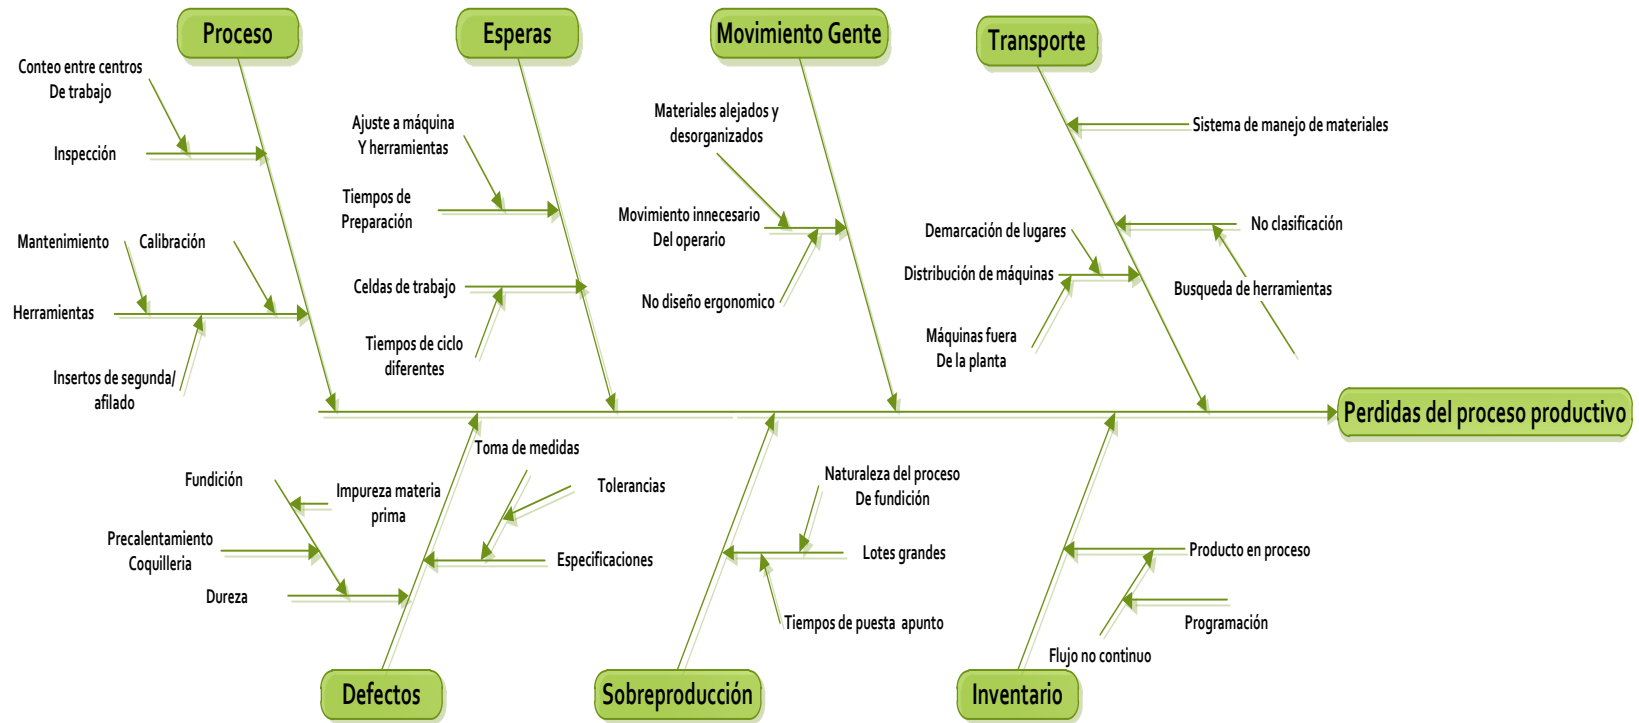 Proceso
Esperas
Movimiento Gente
Transporte
Conteo entre centros
De trabajo
Inspección
Mantenimiento
Calibración
Herramientas
Insertos de segunda/
afilado
Ajuste a máquina
Y herramientas
Tiempos de
Preparación
Celdas de trabajo
Tiempos de ciclo
diferentes
Materiales alejados y
desorganizados
Movimiento innecesario
Del operario
No diseño ergonomico
Sistema de manejo de materiales
No clasificación
Demarcación de lugares
Distribución de máquinas
Busqueda de herramientas
Máquinas fuera
De la planta
Perdidas del proceso productivo
Fundición
Impureza materia
prima
Precalentamiento
Coquilleria
Dureza
Toma de medidas
Tolerancias
Especificaciones
Naturaleza del proceso
De fundición
Lotes grandes
Tiempos de puesta apunto
Producto en proceso
Programación
Flujo no continuo
Defectos
Sobreproducción
Inventario